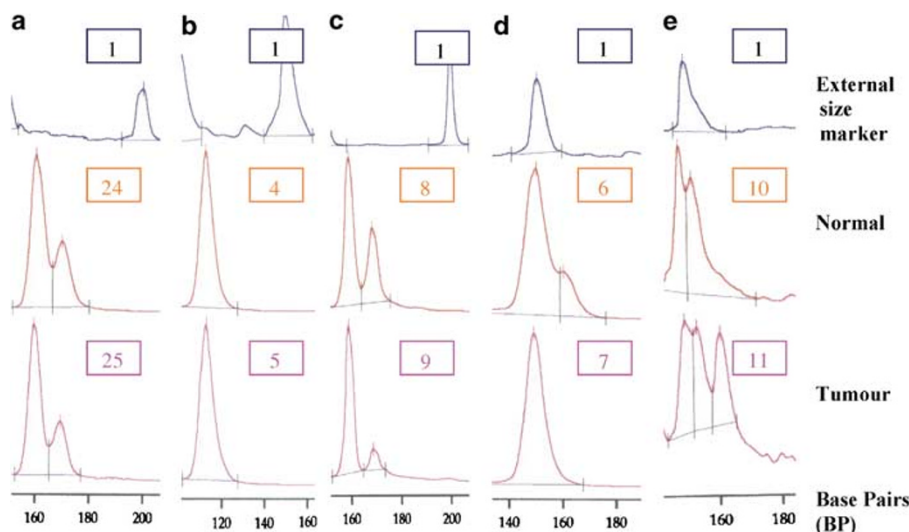 a b c d e
1 1 1 1 1
External
size
marker
24 4 8 6 10
Normal
25 5 9 7 11
Tumour
160 180 200 120 140 160 160 180 200 140 160 180 160 180
Base Pairs
(BP)